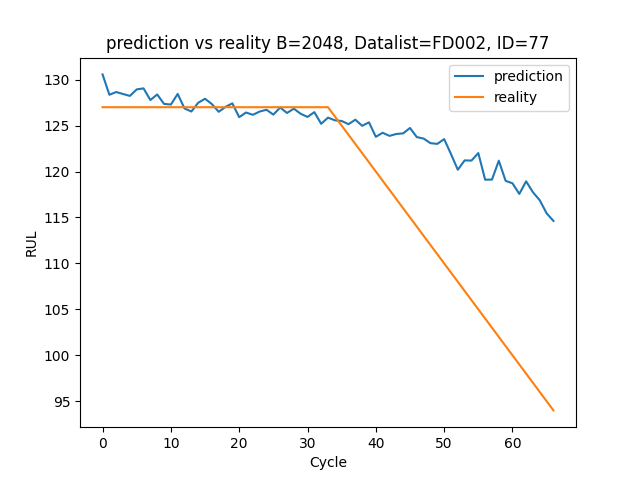 prediction vs reality B=2048, Datalist=FD002, ID=77
prediction
reality
RUL
130
125
120
115
110
105
100
95
0 10 20 30 40 50 60
Cycle